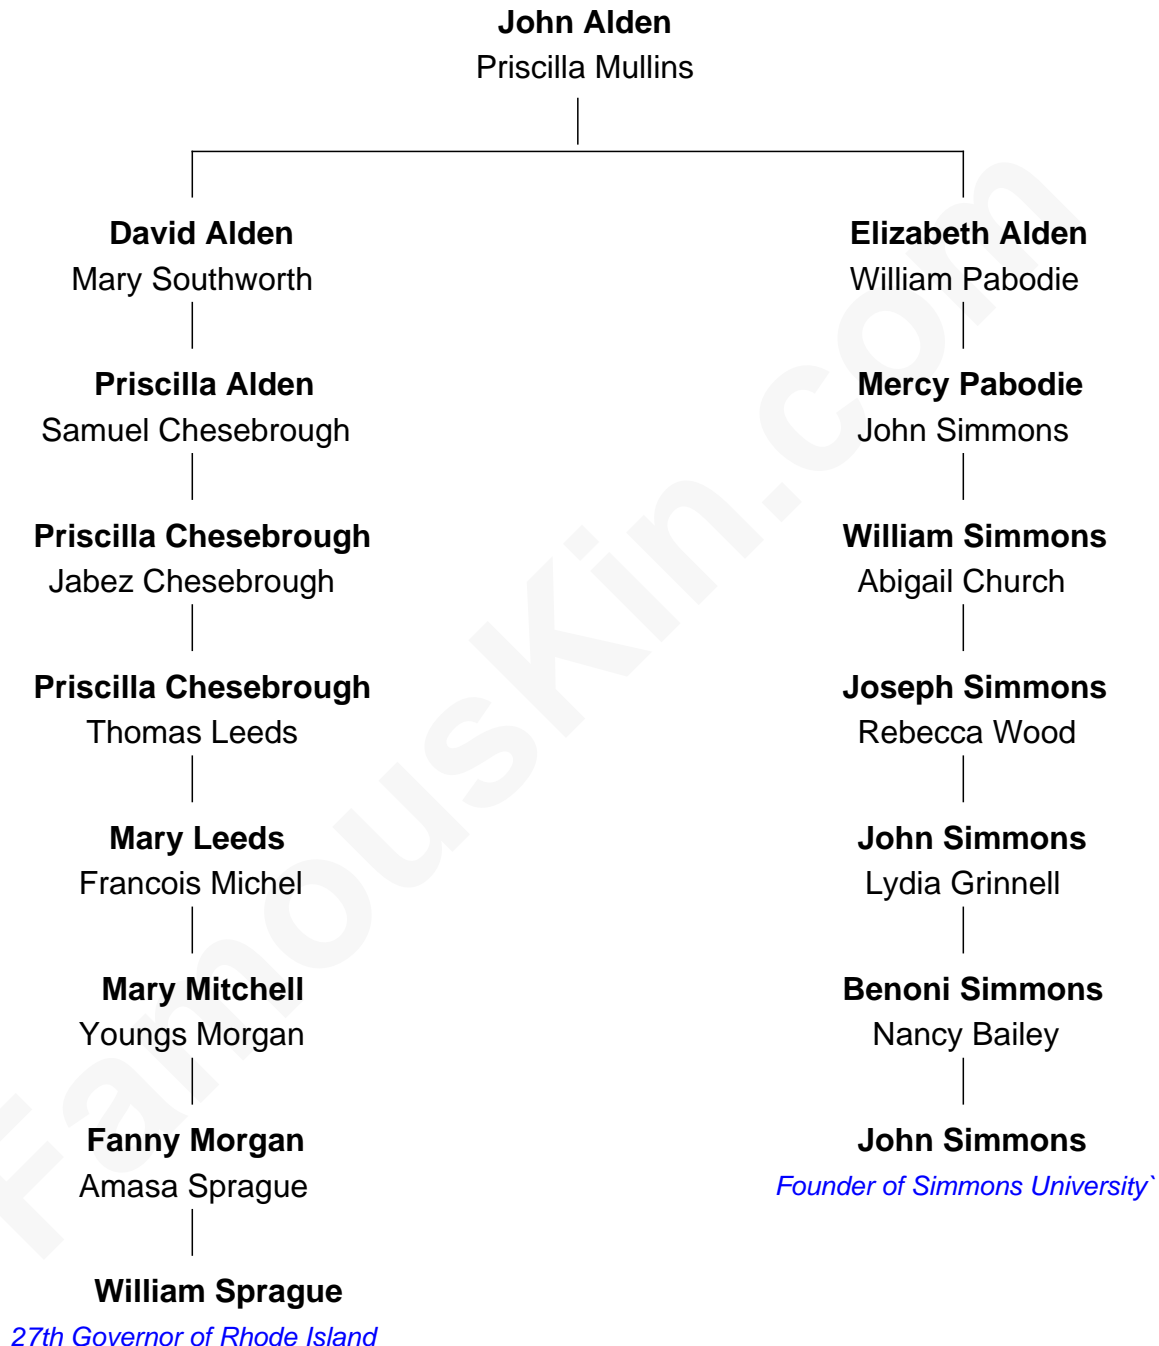 John Alden
Priscilla Mullins
David Alden
Mary Southworth
Elizabeth Alden
William Pabodie
Priscilla Alden
Samuel Chesebrough
Mercy Pabodie
John Simmons
Priscilla Chesebrough
Jabez Chesebrough
William Simmons
Abigail Church
Priscilla Chesebrough
Thomas Leeds
Joseph Simmons
Rebecca Wood
Mary Leeds
Francois Michel
John Simmons
Lydia Grinnell
Mary Mitchell
Youngs Morgan
Benoni Simmons
Nancy Bailey
Fanny Morgan
Amasa Sprague
John Simmons
Founder of Simmons University`
William Sprague
27th Governor of Rhode Island
FamousKin.com